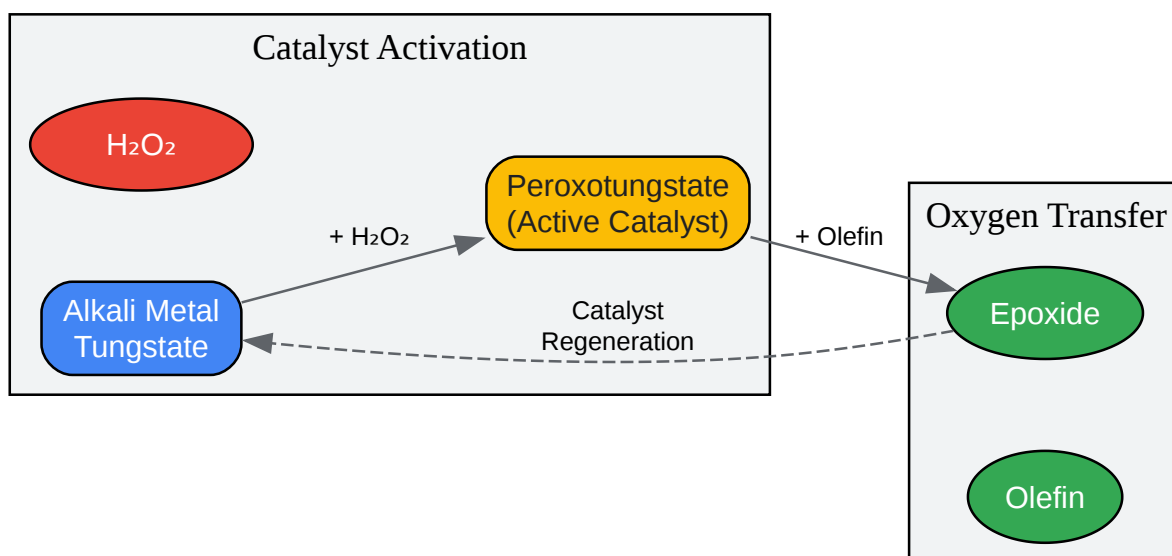 Catalyst Activation
H₂O₂
Peroxotungstate
(Active Catalyst)
+ H₂O₂
Alkali Metal
Tungstate
Catalyst
Regeneration
+ Olefin
Oxygen Transfer
Epoxide
Olefin